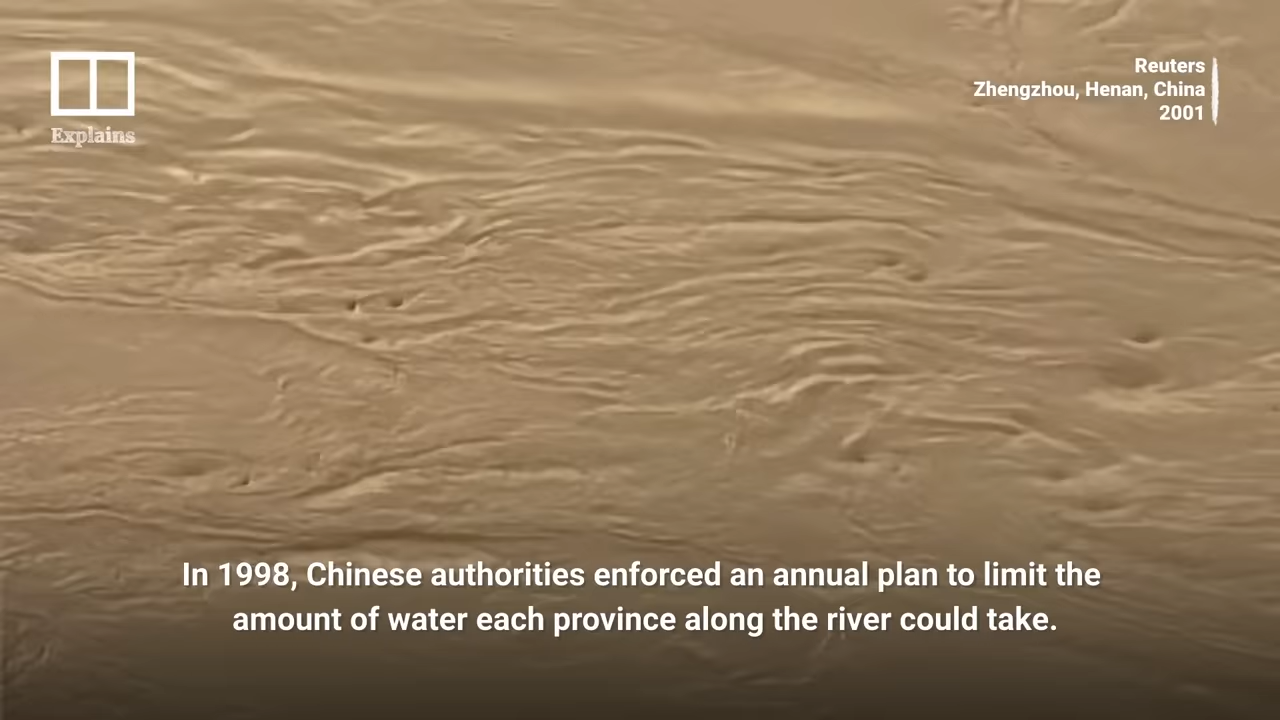 Explains
Reuters
Zhengzhou, Henan, China
2001
In 1998, Chinese authorities enforced an annual plan to limit the
amount of water each province along the river could take.